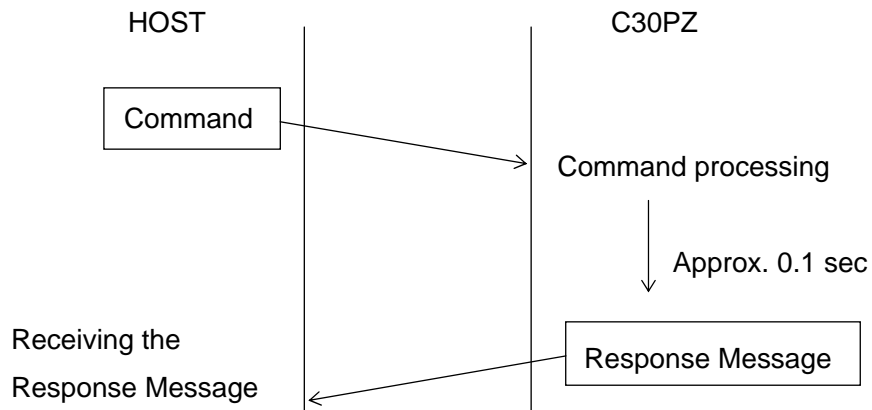 HOST
C30PZ
Command
Command processing
Approx. 0.1 sec
Receiving the
Response Message
Response Message